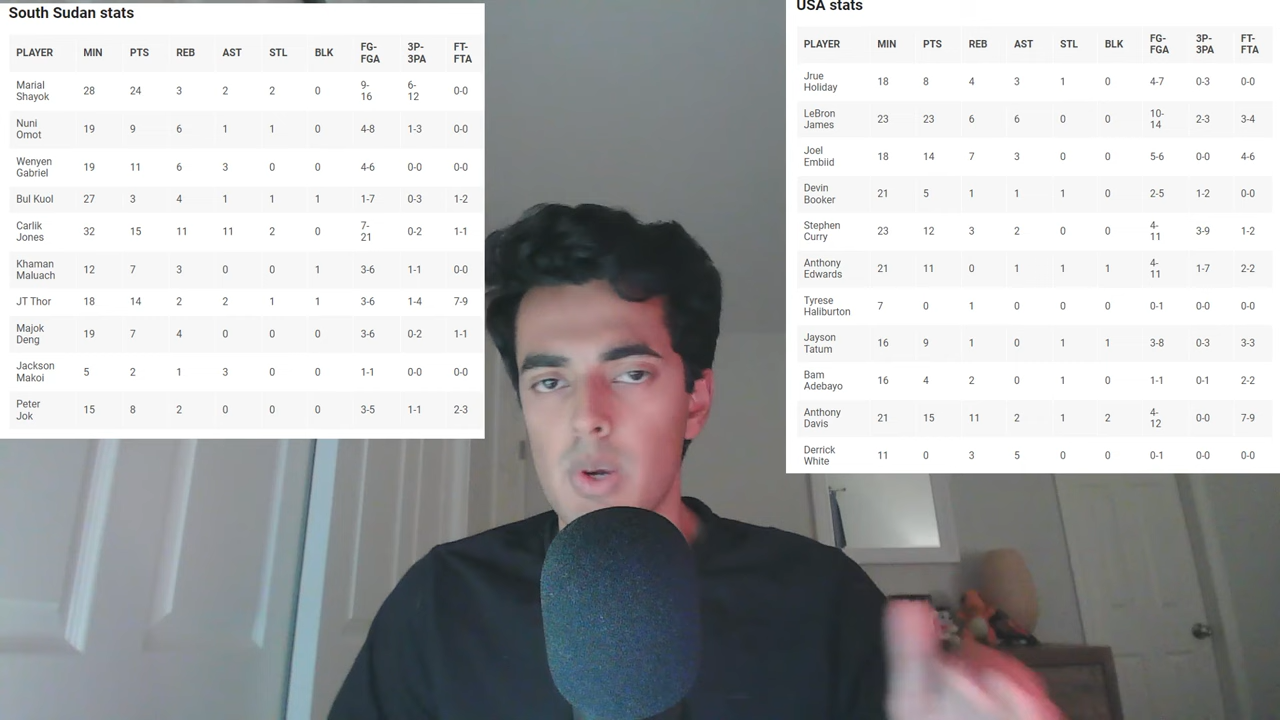 South Sudan stats
PLAYER MIN PTS REB AST STL BLK FG-FGA 3P-3PA FT-FTA
Marial Shayok 28 24 3 2 2 0 9-16 6-12 0-0
Nuni Omot 19 9 6 1 1 0 4-8 1-3 0-0
Wenyen Gabriel 19 11 6 3 0 0 4-6 0-0 0-0
Bul Kuol 27 3 4 1 1 1 1-7 0-3 1-2
Carlik Jones 32 15 11 11 2 0 7-21 0-2 1-1
Khaman Maluach 12 7 3 0 0 1 3-6 1-1 0-0
JT Thor 18 14 2 2 1 1 3-6 1-4 7-9
Majok Deng 19 7 4 0 0 0 3-6 0-2 1-1
Jackson Makoi 5 2 1 3 0 0 1-1 0-0 0-0
Peter Jok 15 8 2 0 0 0 3-5 1-1 2-3
USA stats
PLAYER MIN PTS REB AST STL BLK FG-FGA 3P-3PA FT-FTA
Jrue Holiday 18 8 4 3 1 0 4-7 0-3 0-0
LeBron James 23 23 6 6 0 0 10-14 2-3 3-4
Joel Embiid 18 14 7 3 0 0 5-6 0-0 4-6
Devin Booker 21 5 1 1 1 0 2-5 1-2 0-0
Stephen Curry 23 12 3 2 0 0 4-11 3-9 1-2
Anthony Edwards 21 11 0 1 1 1 4-11 1-7 2-2
Tyrese Haliburton 7 0 1 0 0 0 0-1 0-0 0-0
Jayson Tatum 16 9 1 0 1 1 3-8 0-3 3-3
Bam Adebayo 16 4 2 0 1 0 1-1 0-1 2-2
Anthony Davis 21 15 11 2 1 2 4-12 0-0 7-9
Derrick White 11 0 3 5 0 0 0-1 0-0 0-0